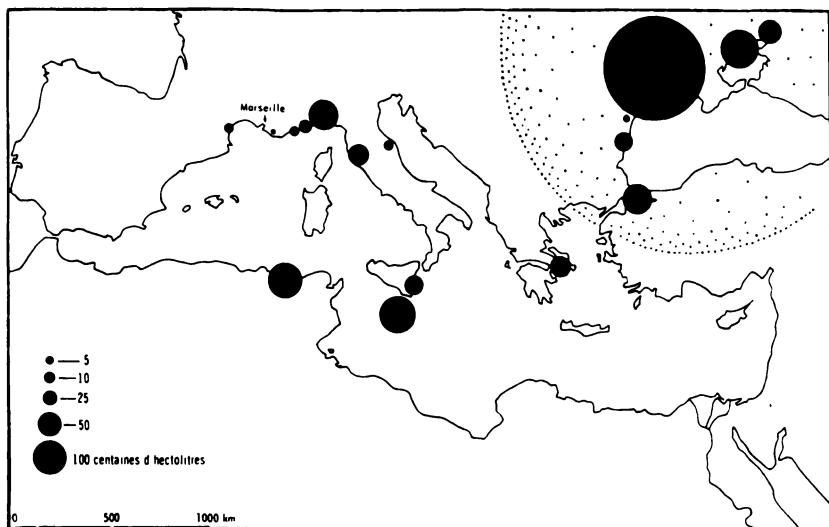 Marseille
— 5
— 10
— 25
— 50
100 centaines d hectolitres
0 500 1000 km